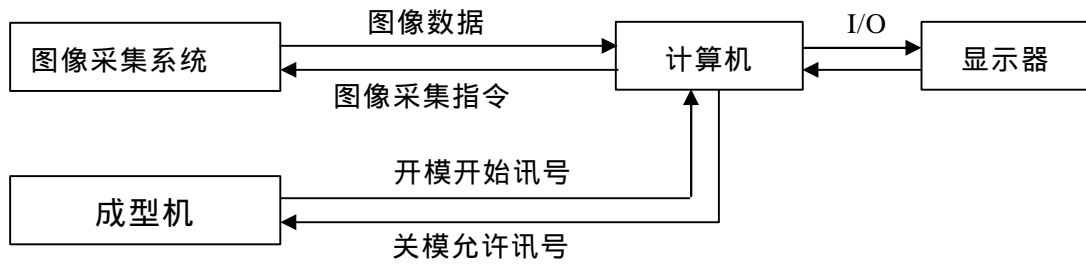 图像数据
I/O
图像采集系统
计算机
显示器
图像采集指令
开模开始讯号
成型机
关模允许讯号